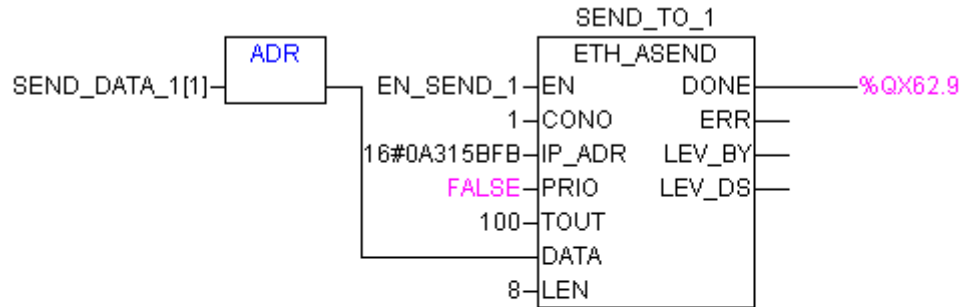 SEND_TO_1
ADR
ETH_ASEND
SEND_DATA_1[1]
EN_SEND_1 EN DONE %QX62.9
1 CONO ERR
16#0A315BFB IP_ADR LEV_BY
FALSE PRIO LEV_DS
100 TOUT
DATA
8 LEN